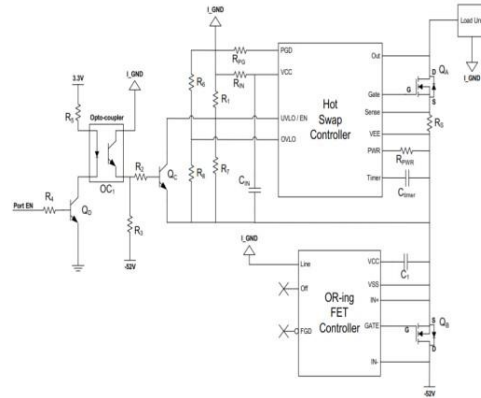 I_GND
Load Un
I_GND
PGD
RPG
Out
QA
D
G
S
3.3V
I_GND
R6
VCC
RIN
Gate
R5
Opto-coupler
R1
Hot
Swap
Controller
Sense
RS
UVLO / EN
VEE
OVLO
PWR
RPWR
R2
QC
R8
R7
CIN
Timer
Ctimer
OC1
R4
Port EN
QD
R3
-52V
I_GND
Line
VCC
C1
VSS
Off
OR-ing
FET
Controller
IN+
FGD
GATE
S
QB
G
D
IN-
-52V